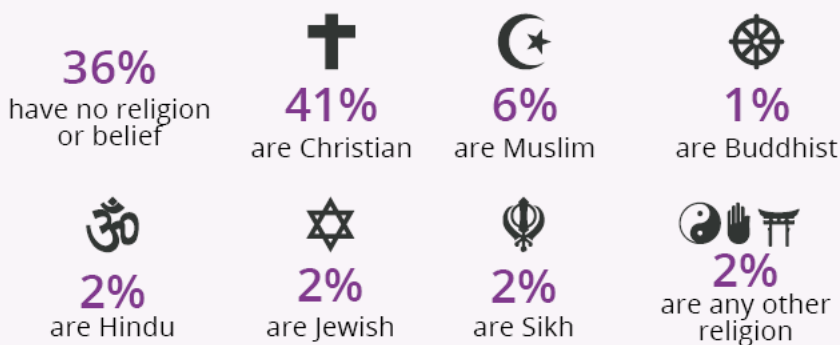 36%
have no religion
or belief
41%
are Christian
6%
are Muslim
1%
are Buddhist
2%
are Hindu
2%
are Jewish
2%
are Sikh
2%
are any other
religion